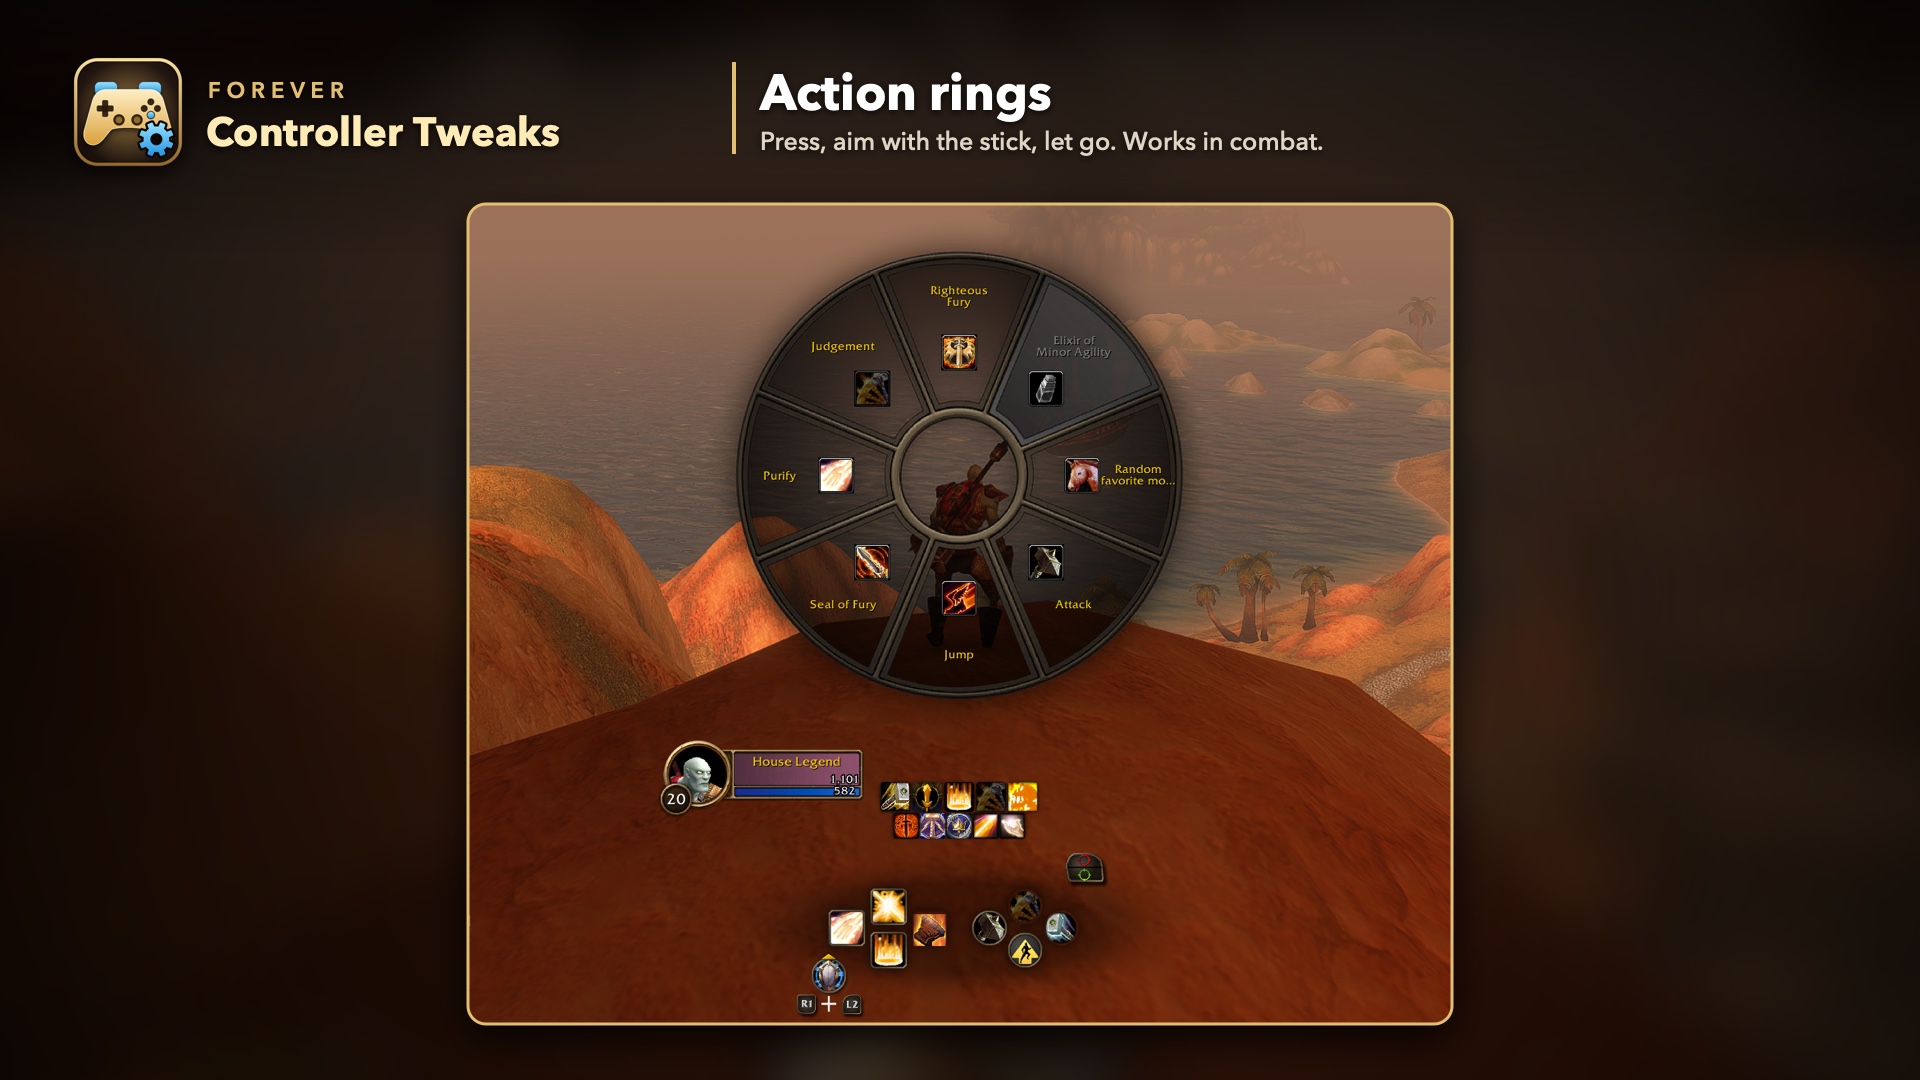 FOREVER
Controller Tweaks
Action rings
Press, aim with the stick, let go. Works in combat.
Righteous
Fury
Judgement
Elixir of
Minor Agility
Purify
Random
favorite mo...
Seal of Fury
Attack
Jump
House Legend
1,101
582
20
R1 + L2